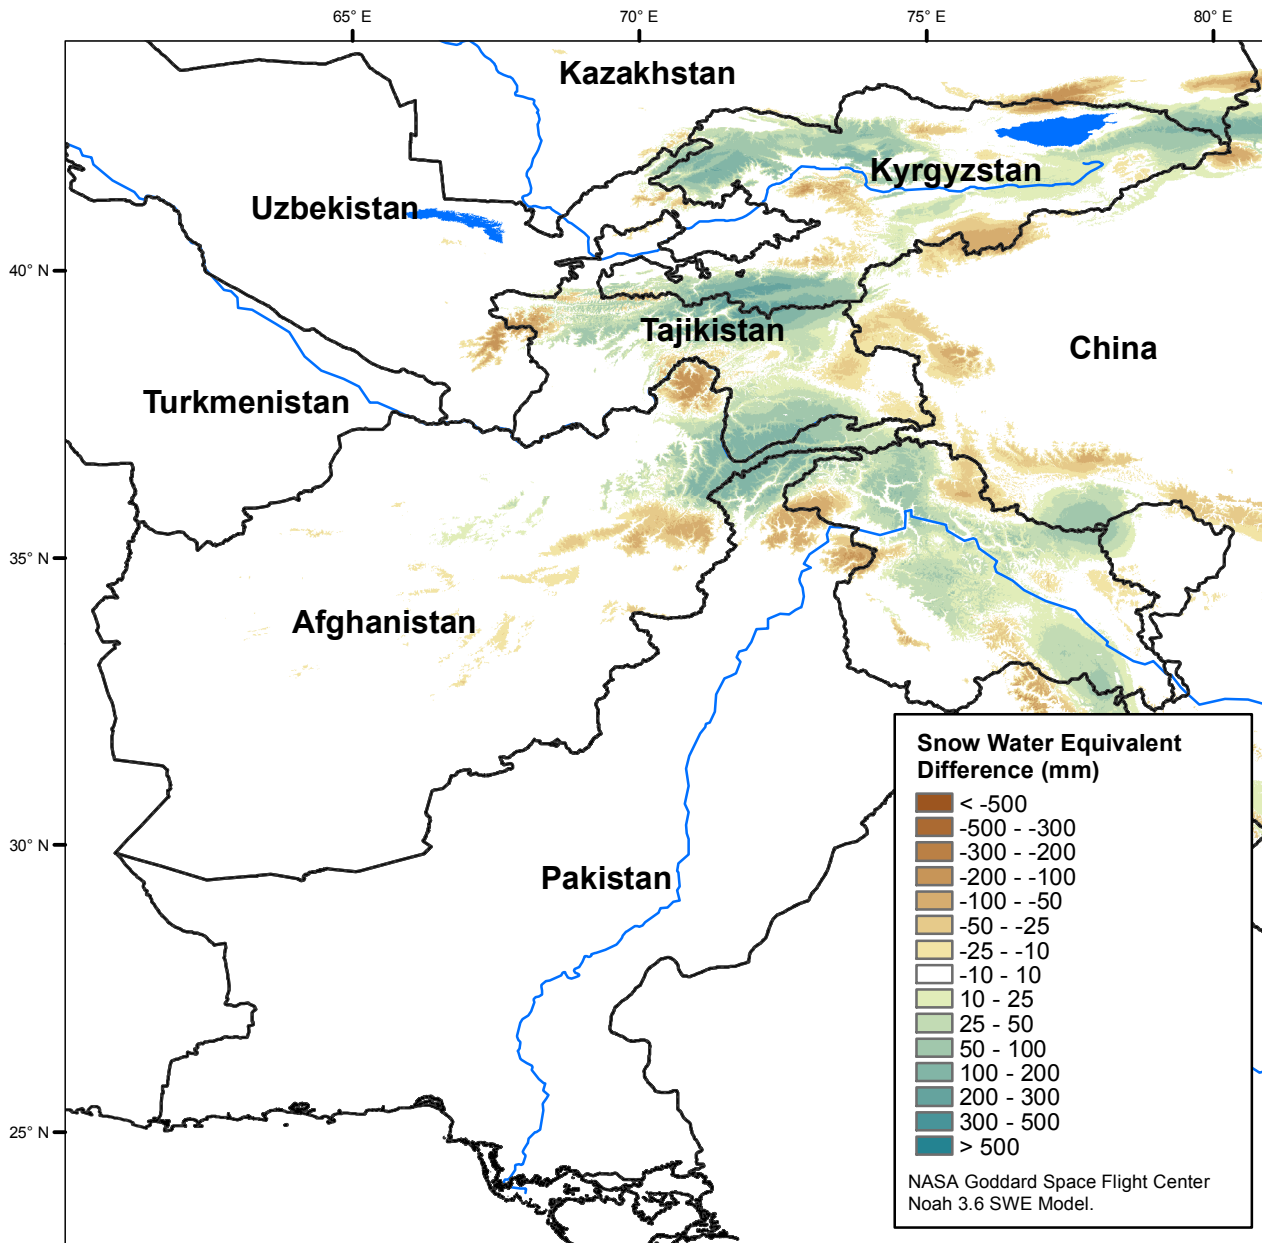 65° E
70° E
75° E
80° E
Kazakhstan
Kyrgyzstan
Uzbekistan
40° N
Tajikistan
China
Turkmenistan
35° N
Afghanistan
Snow Water Equivalent
Difference (mm)
< -500
-500 - -300
-300 - -200
-200 - -100
-100 - -50
-50 - -25
-25 - -10
-10 - 10
10 - 25
25 - 50
50 - 100
100 - 200
200 - 300
300 - 500
> 500
NASA Goddard Space Flight Center
Noah 3.6 SWE Model.
30° N
Pakistan
25° N